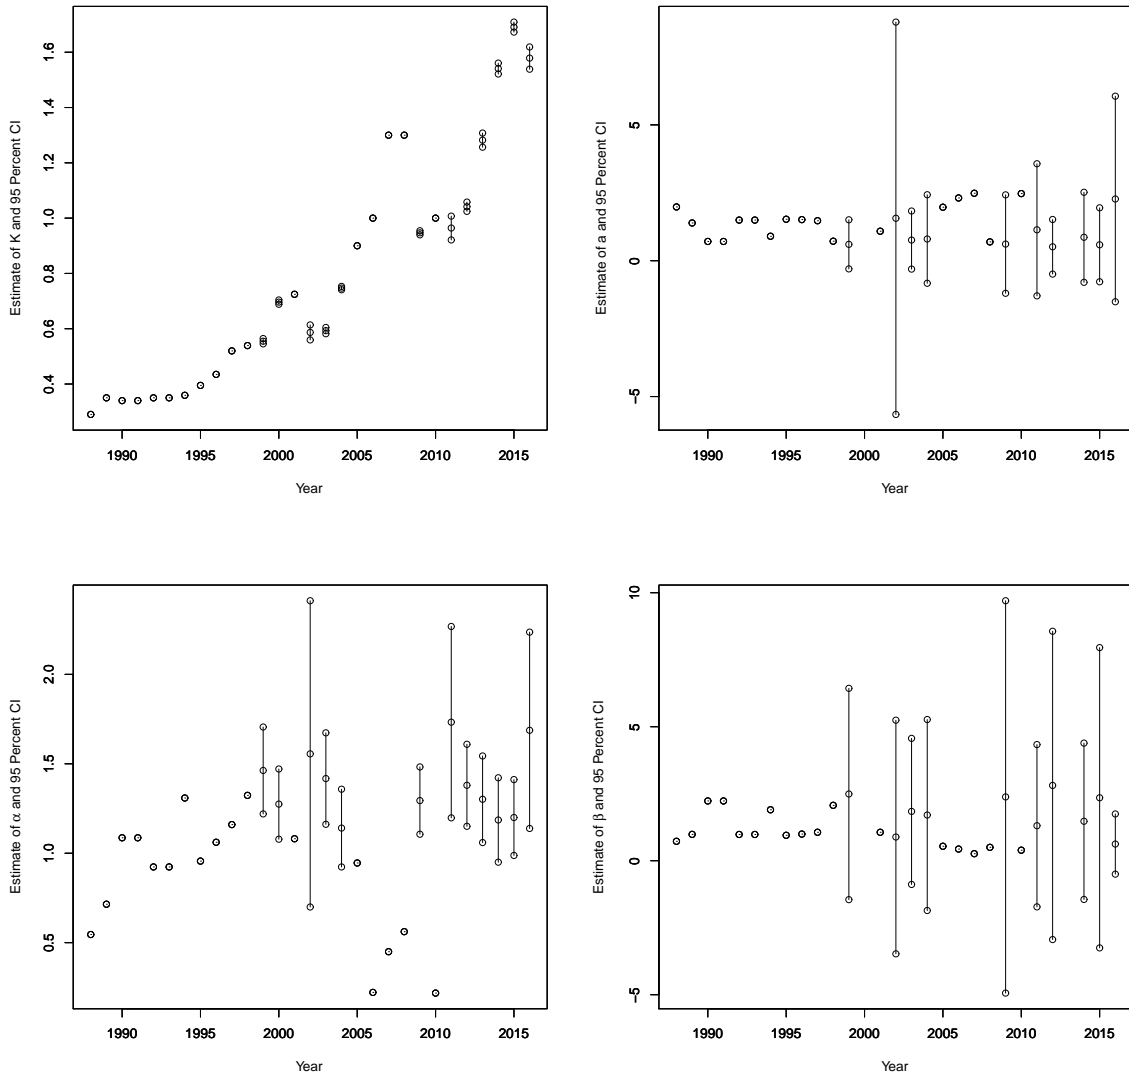 Estimate of K and 95 Percent CI
0.4 0.6 0.8 1.0 1.2 1.4 1.6
1990 1995 2000 2005 2010 2015
Year
Estimate of a and 95 Percent CI
−5 0 5
1990 1995 2000 2005 2010 2015
Year
Estimate of α and 95 Percent CI
0.5 1.0 1.5 2.0
1990 1995 2000 2005 2010 2015
Year
Estimate of β and 95 Percent CI
−5 0 5 10
1990 1995 2000 2005 2010 2015
Year